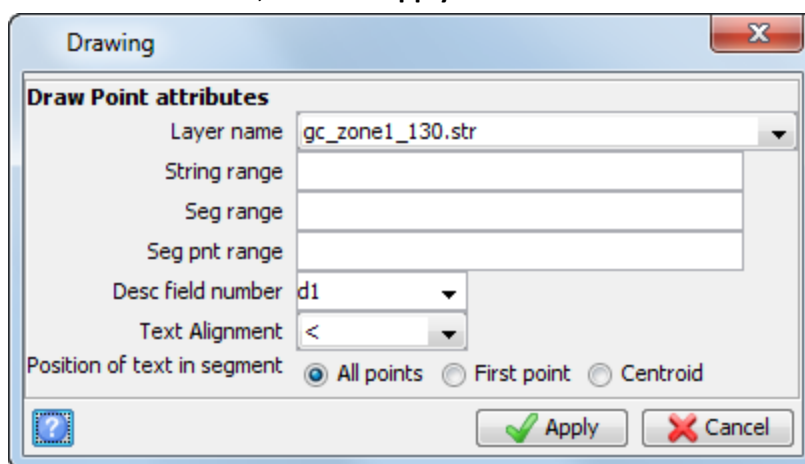 Drawing
Draw Point attributes
Layer name gc_zone1_130.str
String range
Seg range
Seg pnt range
Desc field number d1
Text Alignment <
Position of text in segment All points First point Centroid
? Apply Cancel